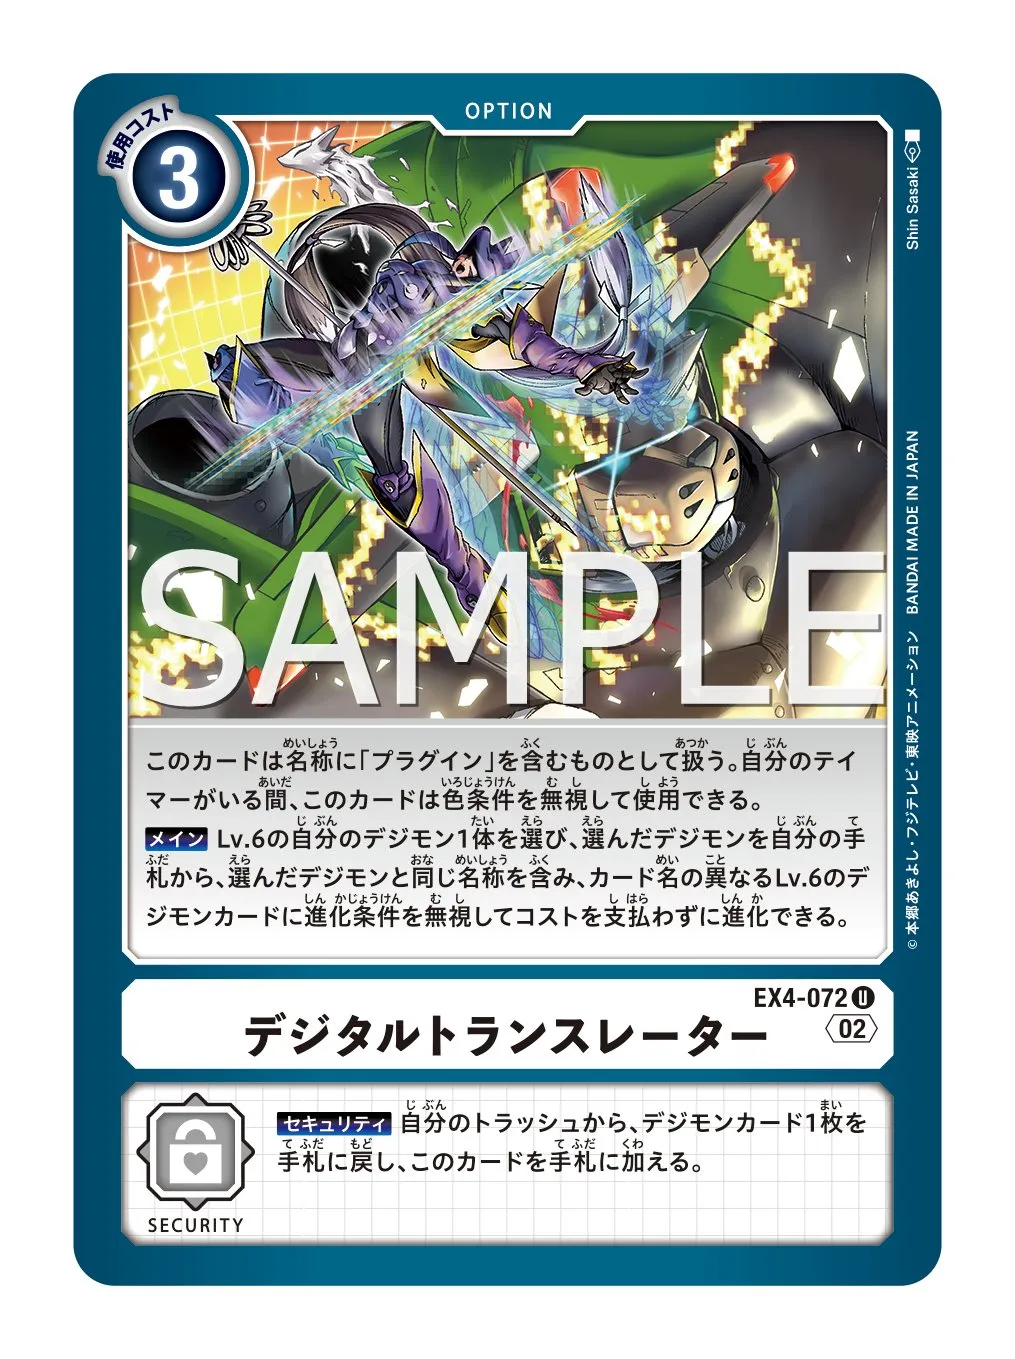 OPTION
使用コスト
3
Shin Sasaki
SAMPLE
このカードは名称に「プラグイン」を含むものとして扱う。自分のテイ
マーがいる間、このカードは色条件を無視して使用できる。
メイン Lv.6の自分のデジモン1体を選び、選んだデジモンを自分の手
札から、選んだデジモンと同じ名称を含み、カード名の異なるLv.6のデ
ジモンカードに進化条件を無視してコストを支払わずに進化できる。
© 本郷あきよし・フジテレビ・東映アニメーション BANDAI MADE IN JAPAN
EX4-072 U
02
デジタルトランスレーター
セキュリティ 自分のトラッシュから、デジモンカード1枚を
手札に戻し、このカードを手札に加える。
SECURITY